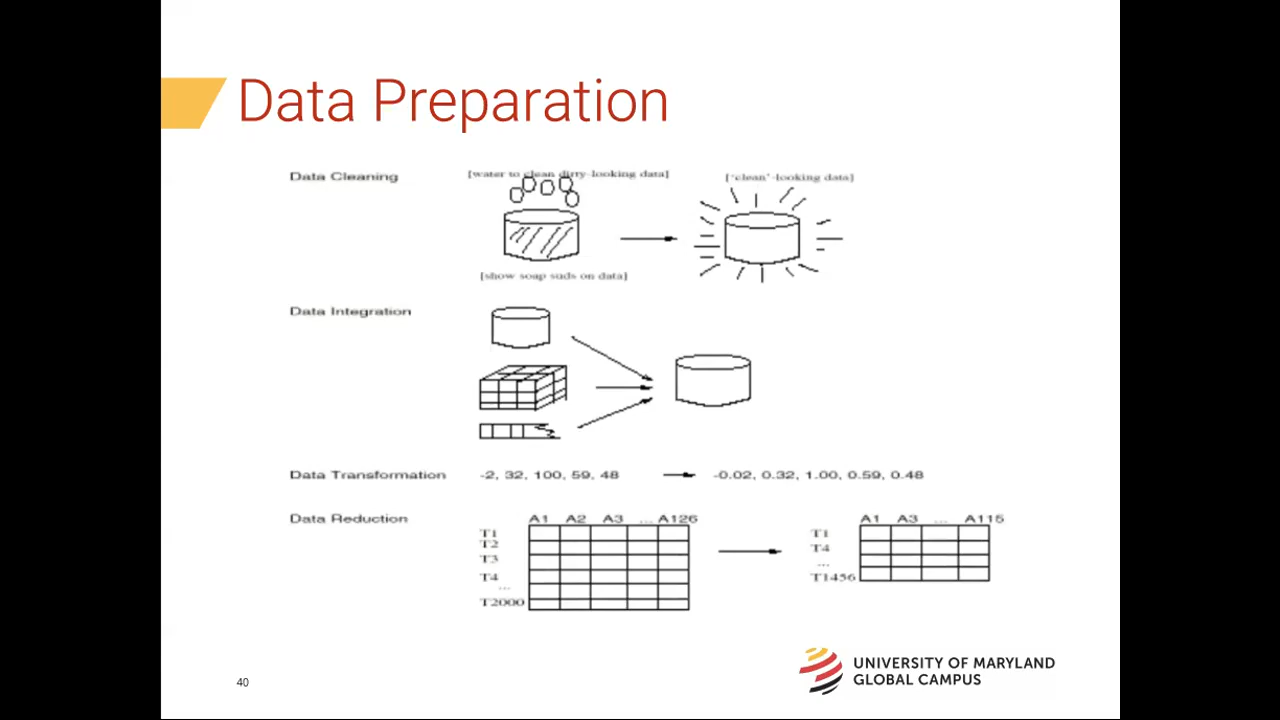 Data Preparation
Data Cleaning
[water to clean dirty-looking data]
['clean'-looking data]
[show soap suds on data]
Data Integration
Data Transformation
-2, 32, 100, 59, 48
-0.02, 0.32, 1.00, 0.59, 0.48
Data Reduction
A1 A2 A3 ... A126
T1
T2
T3
T4
...
T2000
A1 A3 ... A115
T1
T4
...
T1456
40
UNIVERSITY OF MARYLAND
GLOBAL CAMPUS